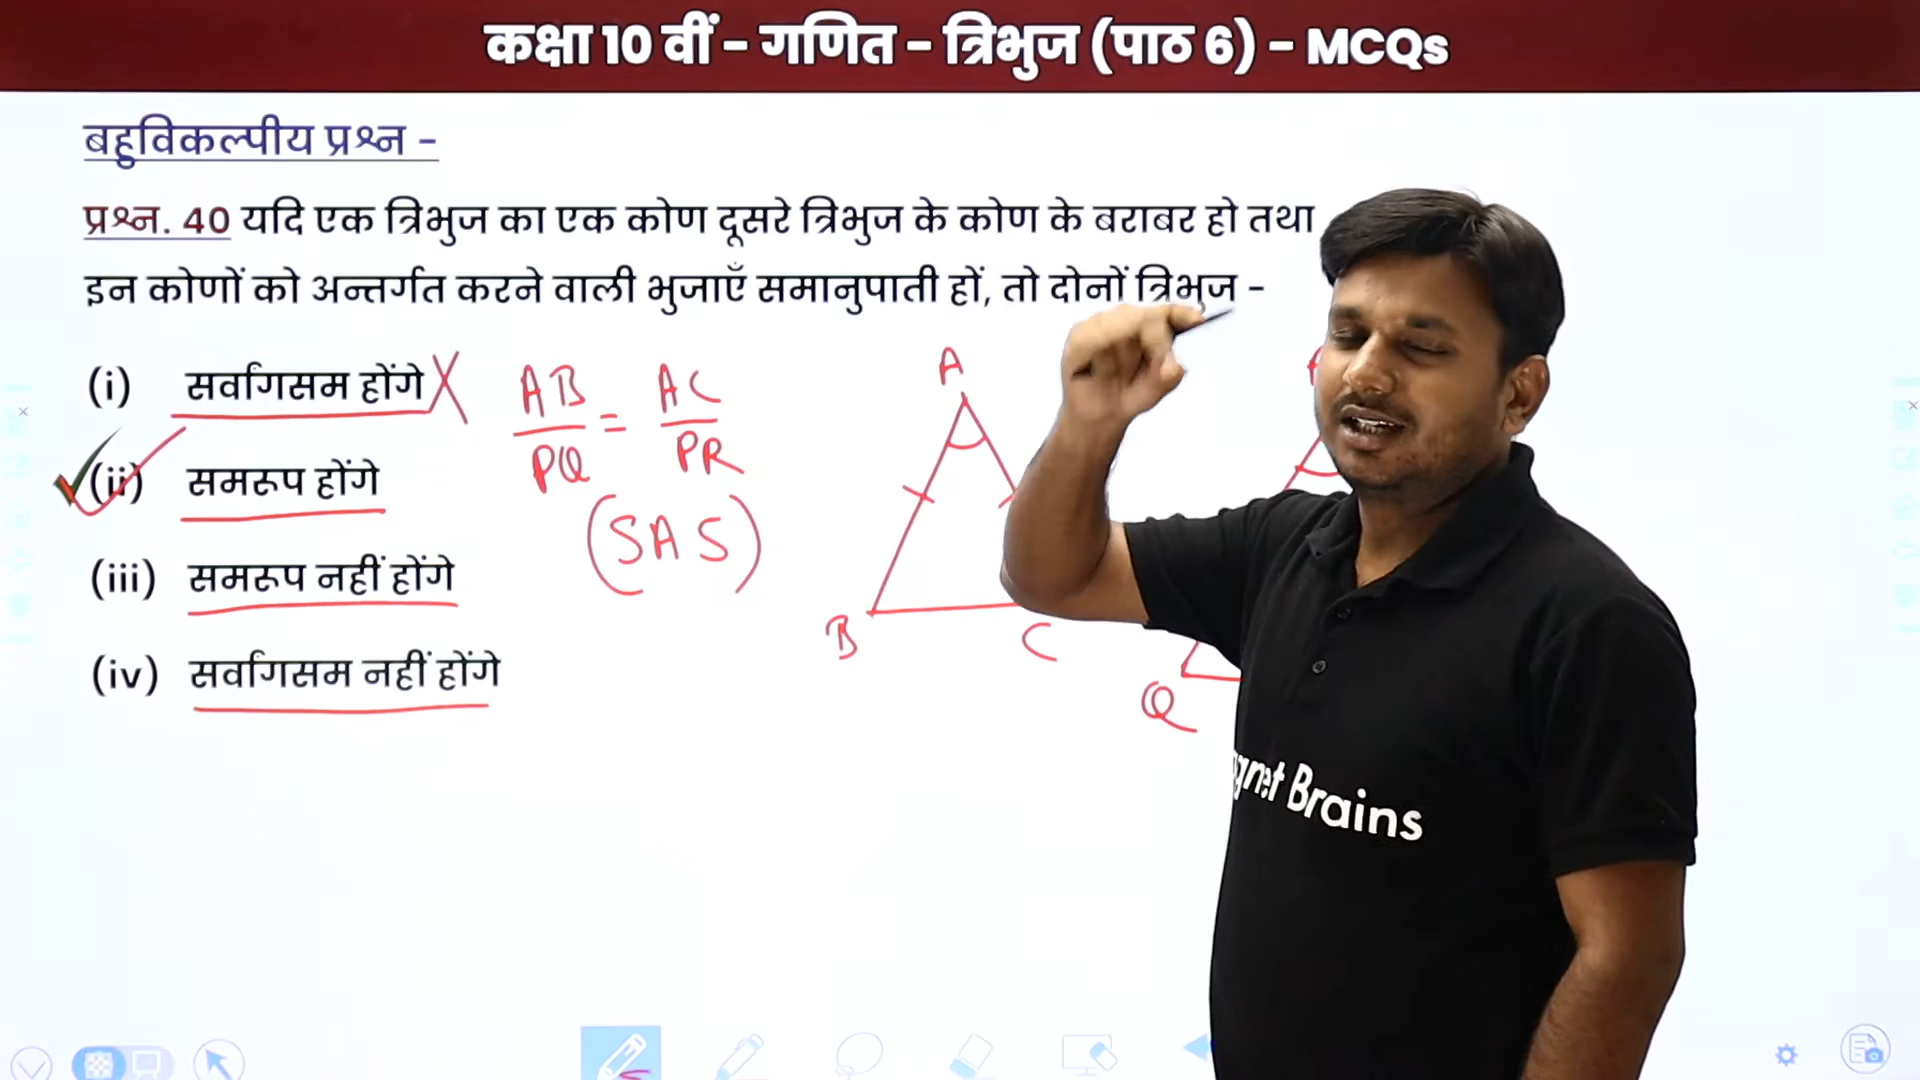 कक्षा 10 वीं - गणित - त्रिभुज (पाठ 6) - MCQs
बहुविकल्पीय प्रश्न -
प्रश्न. 40 यदि एक त्रिभुज का एक कोण दूसरे त्रिभुज के कोण के बराबर हो तथा
इन कोणों को अन्तर्गत करने वाली भुजाएँ समानुपाती हों, तो दोनों त्रिभुज -
(i) सर्वांगसम होंगे X
(ii) समरूप होंगे
(iii) समरूप नहीं होंगे
(iv) सर्वांगसम नहीं होंगे
AB/PQ = AC/PR
(SAS)
A
B
C
Q
gnet Brains